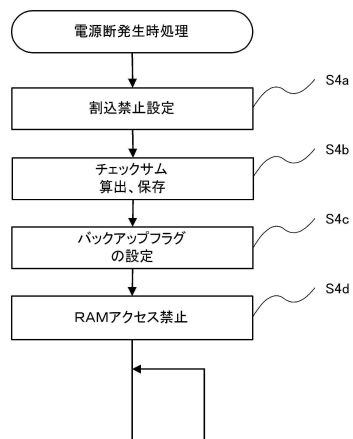 電源断発生時処理
S4a
割込禁止設定
S4b
チェックサム
算出、保存
S4c
バックアップフラグ
の設定
S4d
RAMアクセス禁止